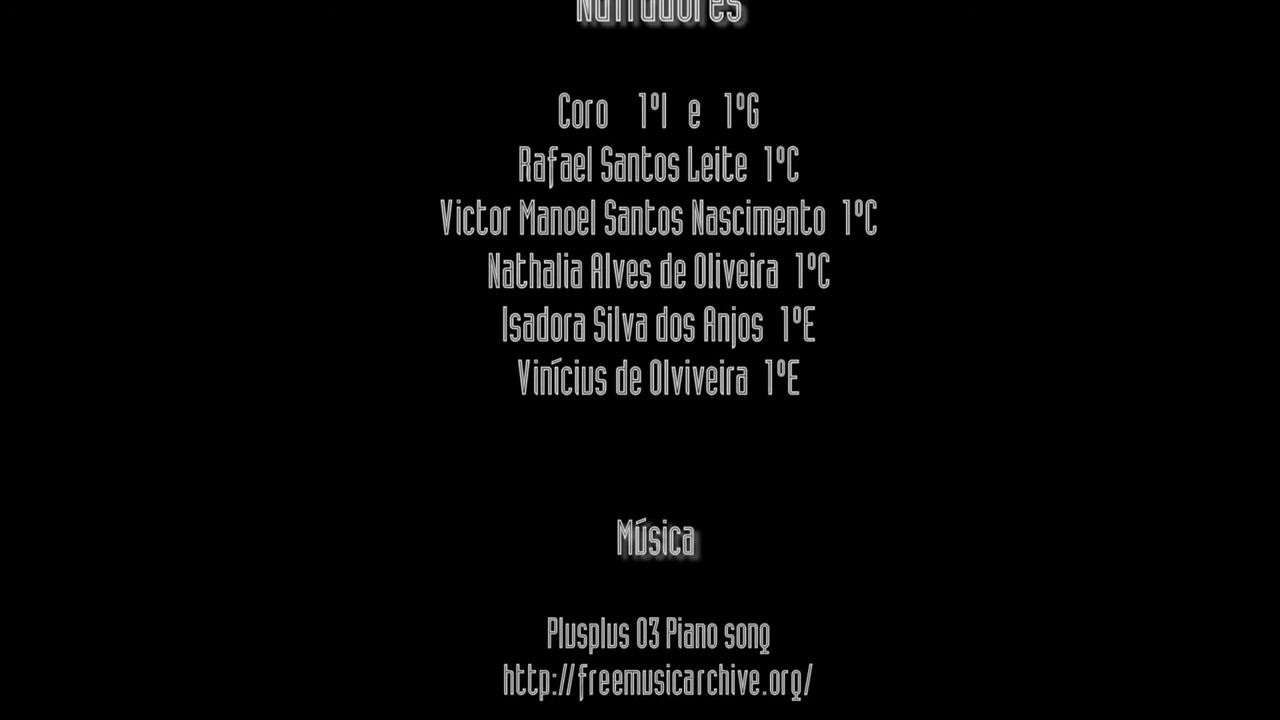 Narradores
Coro 1ºI e 1ºG
Rafael Santos Leite 1ºC
Victor Manoel Santos Nascimento 1ºC
Nathalia Alves de Oliveira 1ºC
Isadora Silva dos Anjos 1ºE
Vinícius de Olviveira 1ºE
Música
Plusplus 03 Piano song
http://freemusicarchive.org/